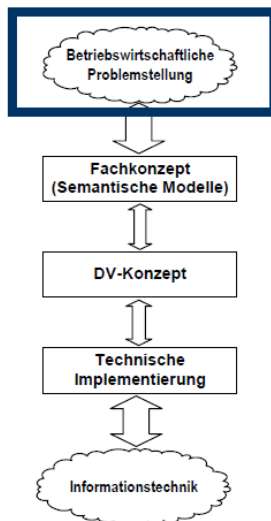 Betriebswirtschaftliche
Problemstellung
Fachkonzept
(Semantische Modelle)
DV-Konzept
Technische
Implementierung
Informationstechnik